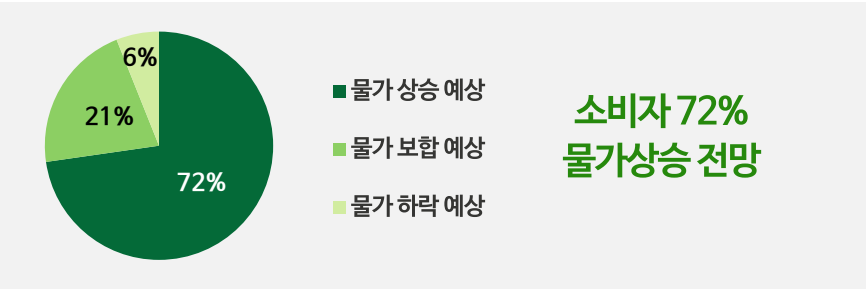 6%
21%
72%
물가 상승 예상
물가 보합 예상
물가 하락 예상
소비자 72%
물가상승 전망